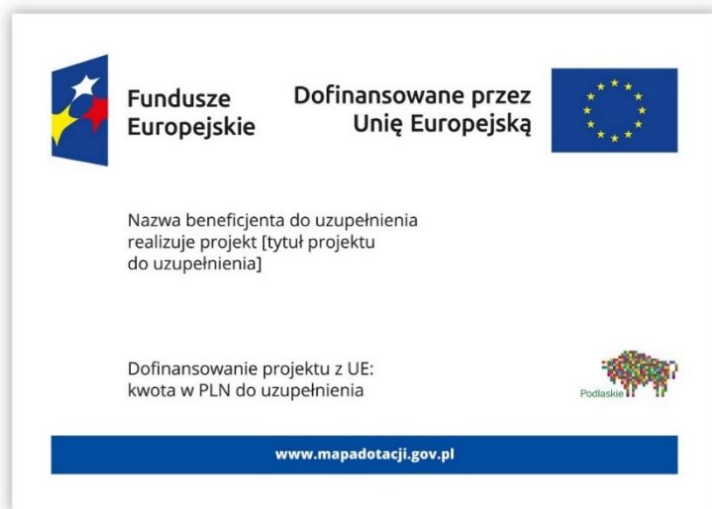 Fundusze
Europejskie
Dofinansowane przez
Unię Europejską
Nazwa beneficjenta do uzupełnienia
realizuje projekt [tytuł projektu
do uzupełnienia]
Dofinansowanie projektu z UE:
kwota w PLN do uzupełnienia
Podlaskie
www.mapadotacji.gov.pl